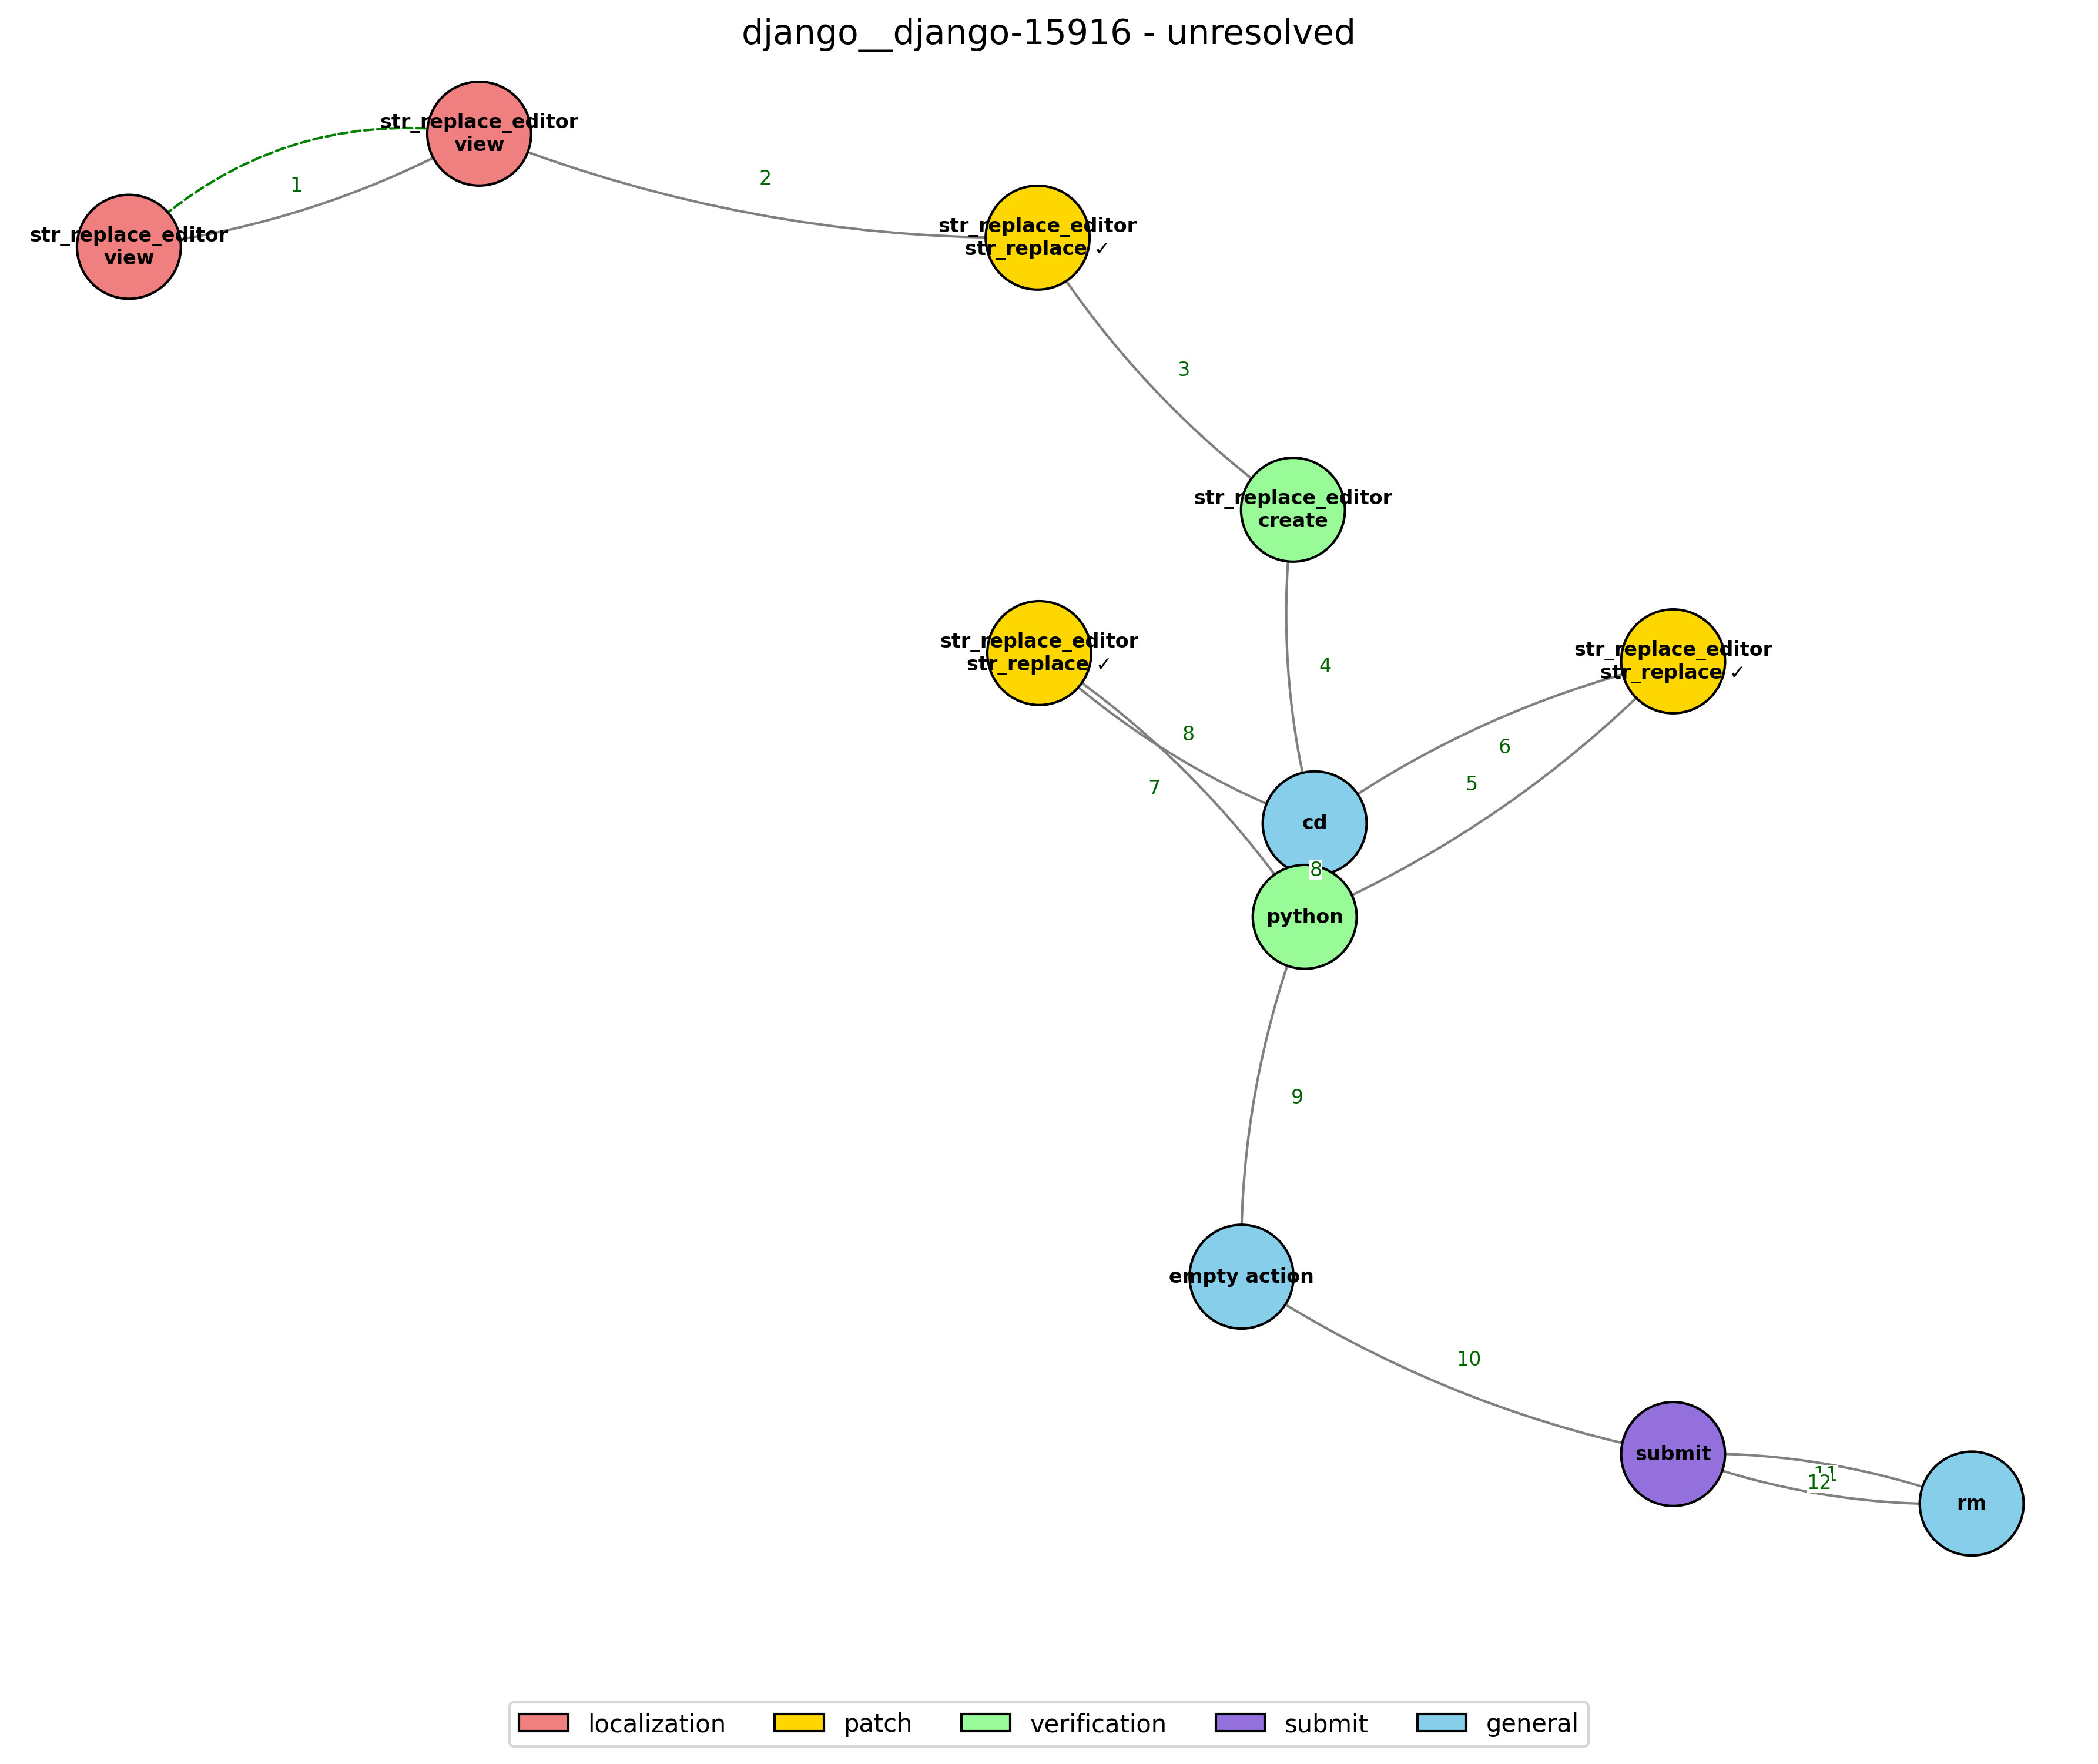 django__django-15916 - unresolved
str_replace_editor
view
1
2
str_replace_editor
view
str_replace_editor
str_replace ✓
3
str_replace_editor
create
str_replace_editor
str_replace ✓
4
str_replace_editor
str_replace ✓
8
6
7
5
cd
8
python
9
empty action
10
submit
11
12
rm
localization
patch
verification
submit
general